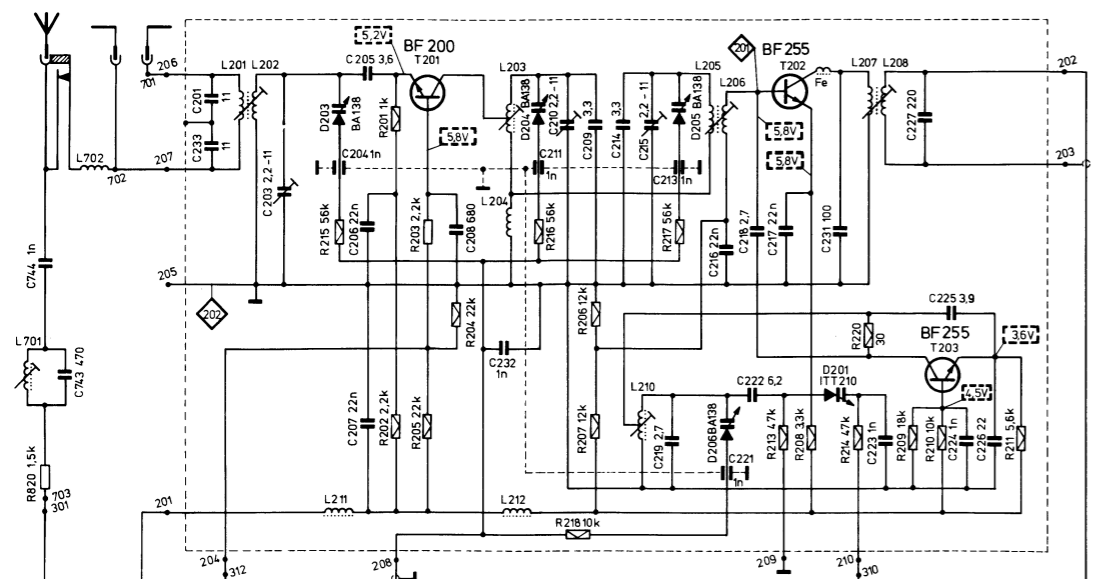 5,2V
BF 200
T201
201
BF 255
T202
206
701
L201
L202
C205 3,6
L203
L205
L206
Fe
L207
L208
202
C201
11
C233
11
D203
BA138
R201 1k
D204 BA138
C210 2,2-11
C209 3,3
C214 3,3
C215 2,2-11
D205 BA138
C227 220
5,8V
5,8V
5,8V
L702
702
207
C203 2,2-11
C204 1n
C211
1n
C213 1n
203
L204
R215 56k
C206 22n
R203 2,2k
C208 680
R216 56k
R217 56k
C216 22n
C218 2,7
C217 22n
C231 100
C744 1n
205
202
R204 22k
R206 12k
C225 3,9
R220
30
BF255
T203
3,6V
L701
C743 470
C232
1n
D201
ITT210
4,5V
L210
C222 6,2
C207 22n
R202 2,2k
R205 22k
R207 12k
C219 2,7
D206 BA138
R213 47k
R208 3,3k
R214 47k
C223 1n
R209 18k
R210 10k
C224 1n
C226 22
R211 5,6k
C221
1n
R820 1,5k
703
301
201
L211
L212
R218 10k
204
312
208
209
210
310